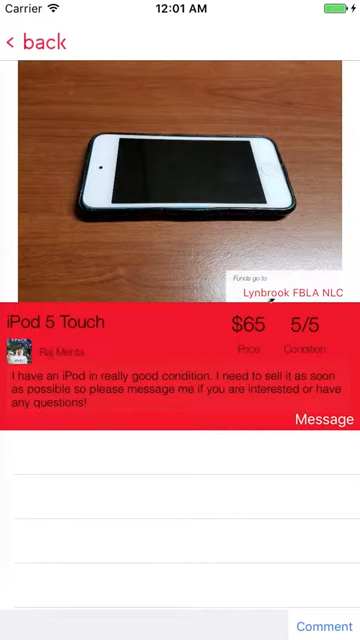 Carrier 12:01 AM
< back
Funds go to
Lynbrook FBLA NLC
iPod 5 Touch
$65 5/5
Raj Mehta Price Condition
I have an iPod in really good condition. I need to sell it as soon
as possible so please message me if you are interested or have
any questions!
Message
Comment